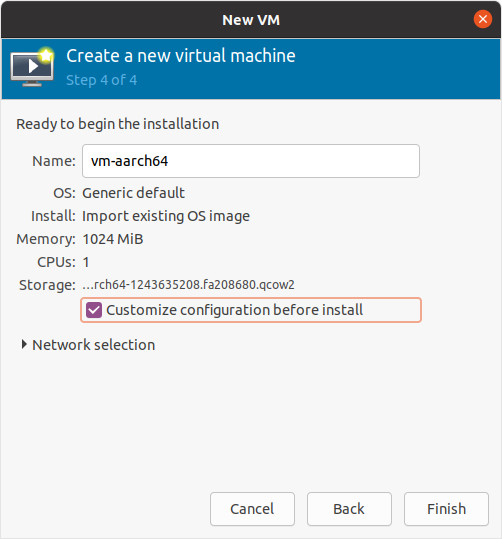 New VM
Create a new virtual machine
Step 4 of 4
Ready to begin the installation
Name: vm-aarch64
OS: Generic default
Install: Import existing OS image
Memory: 1024 MiB
CPUs: 1
Storage: ...rch64-1243635208.fa208680.qcow2
Customize configuration before install
Network selection
Cancel Back Finish